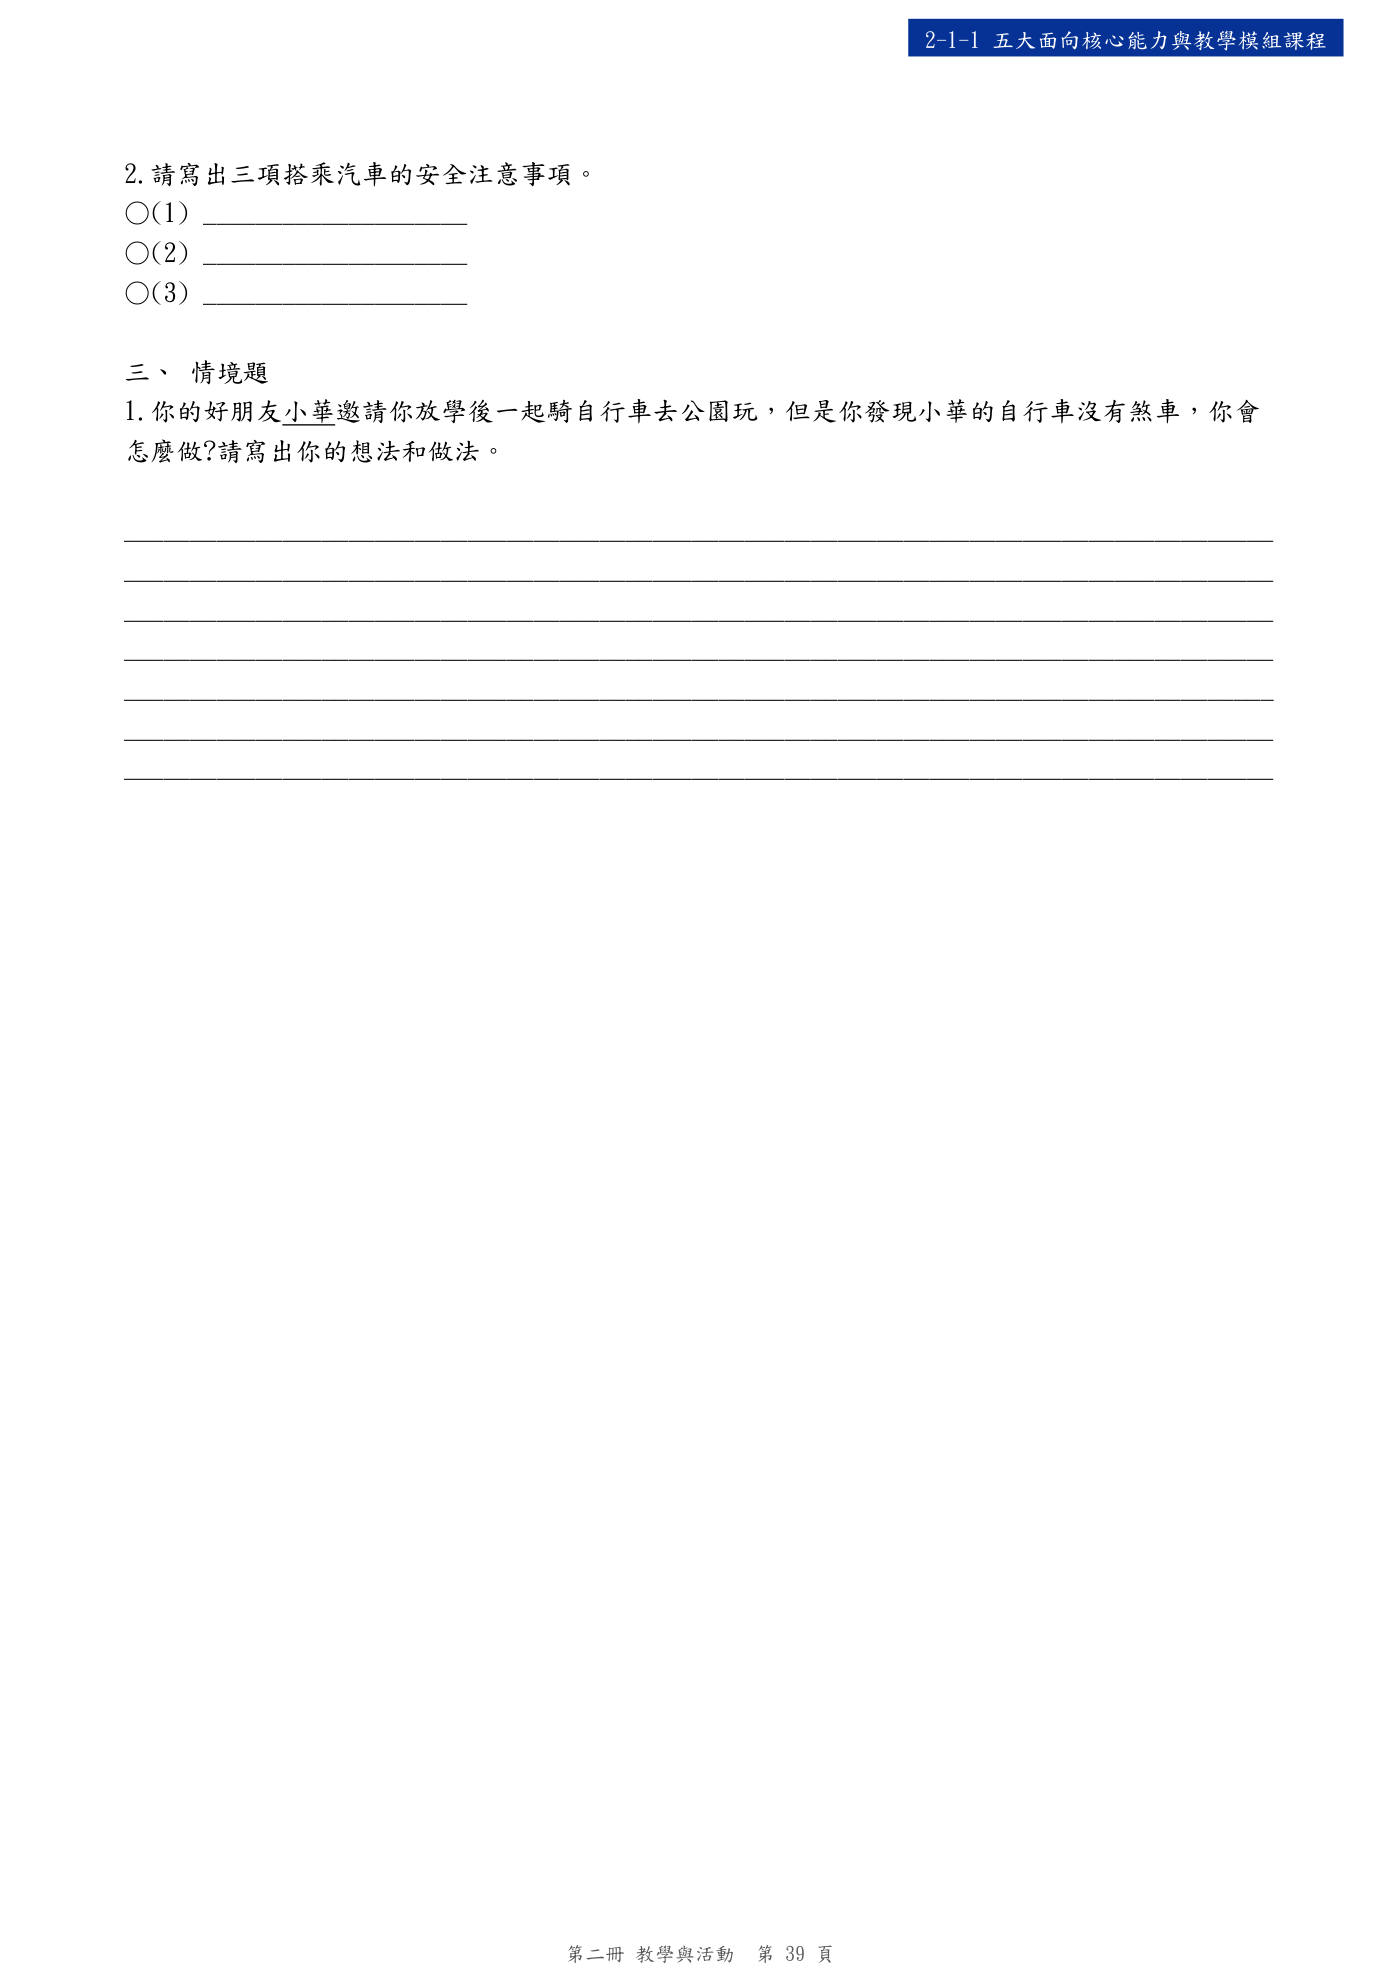 2-1-1 五大面向核心能力與教學模組課程
2.請寫出三項搭乘汽車的安全注意事項。
○(1) ____________________
○(2) ____________________
○(3) ____________________
三、 情境題
1.你的好朋友小華邀請你放學後一起騎自行車去公園玩，但是你發現小華的自行車沒有煞車，你會
怎麼做?請寫出你的想法和做法。
第二冊 教學與活動 第 39 頁